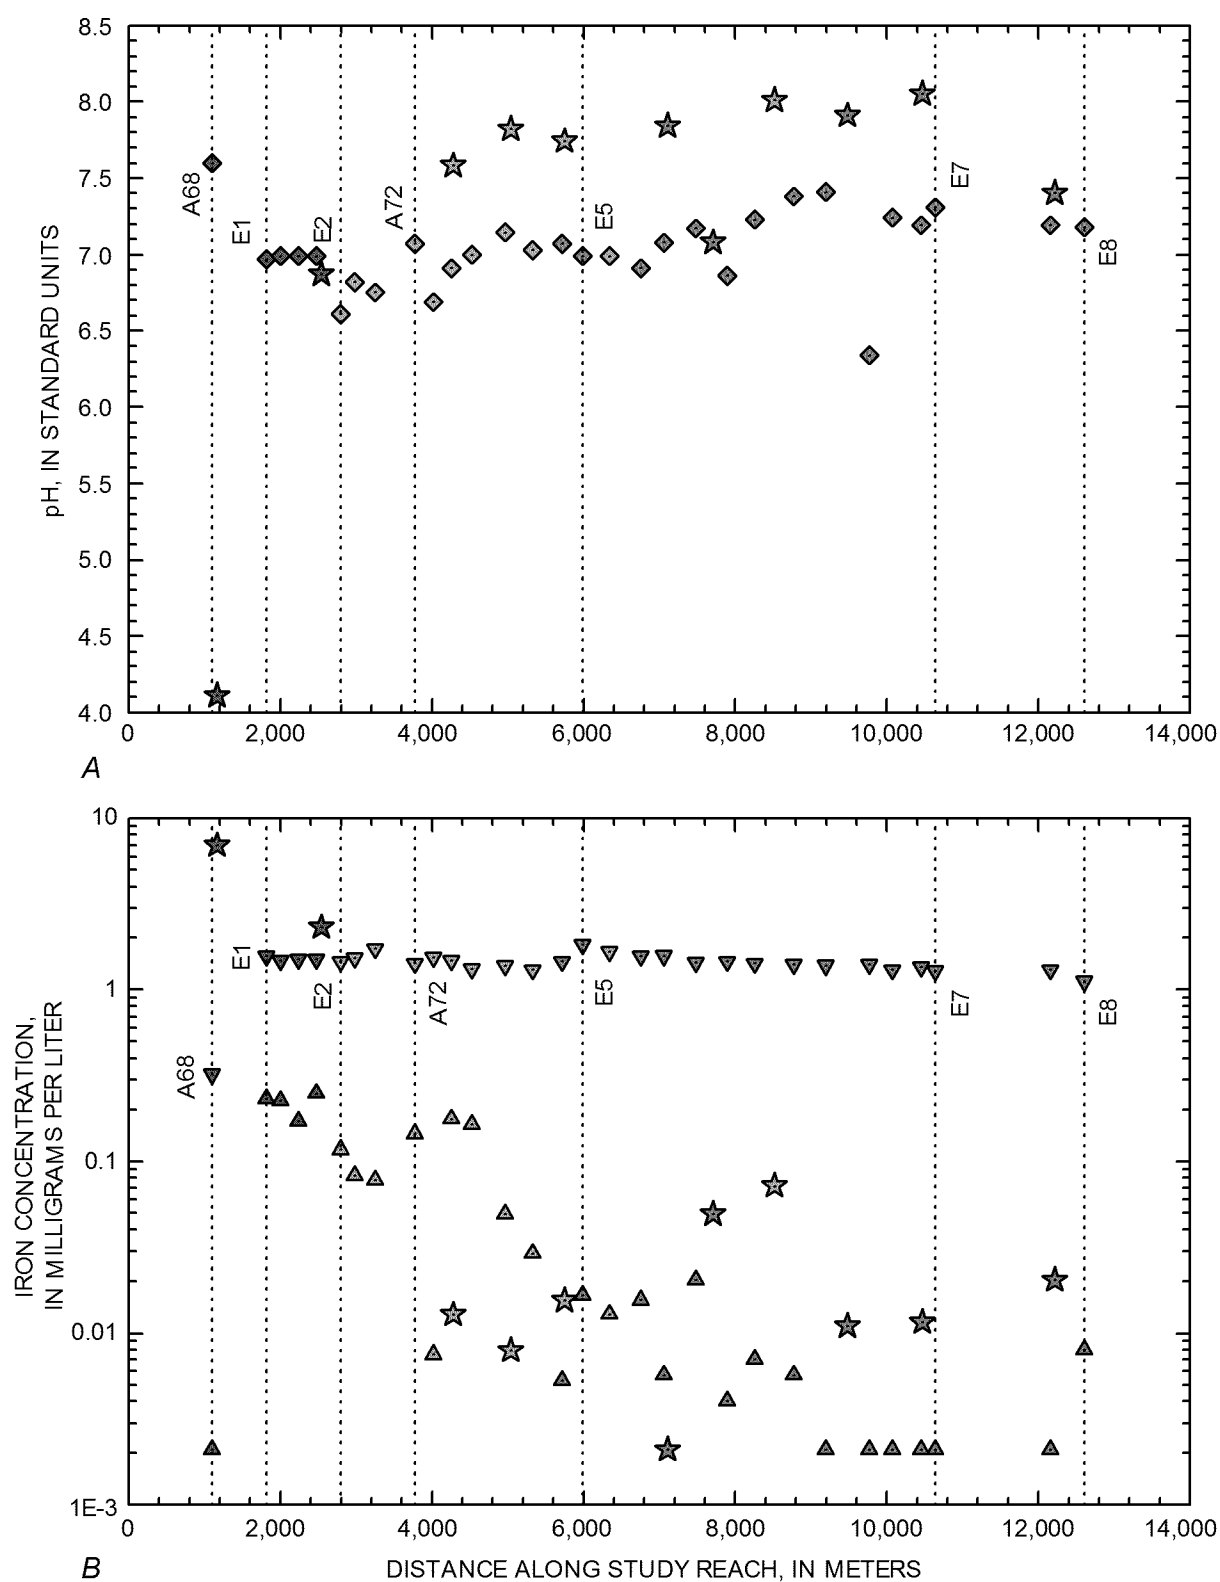 8.5
8.0
7.5
7.0
6.5
6.0
5.5
5.0
4.5
4.0
pH, IN STANDARD UNITS
A68
E1
E2
A72
E5
E7
E8
0
2,000
4,000
6,000
8,000
10,000
12,000
14,000
A
10
1
0.1
0.01
1E-3
IRON CONCENTRATION,
IN MILLIGRAMS PER LITER
A68
E1
E2
A72
E5
E7
E8
0
2,000
4,000
6,000
8,000
10,000
12,000
14,000
B
DISTANCE ALONG STUDY REACH, IN METERS